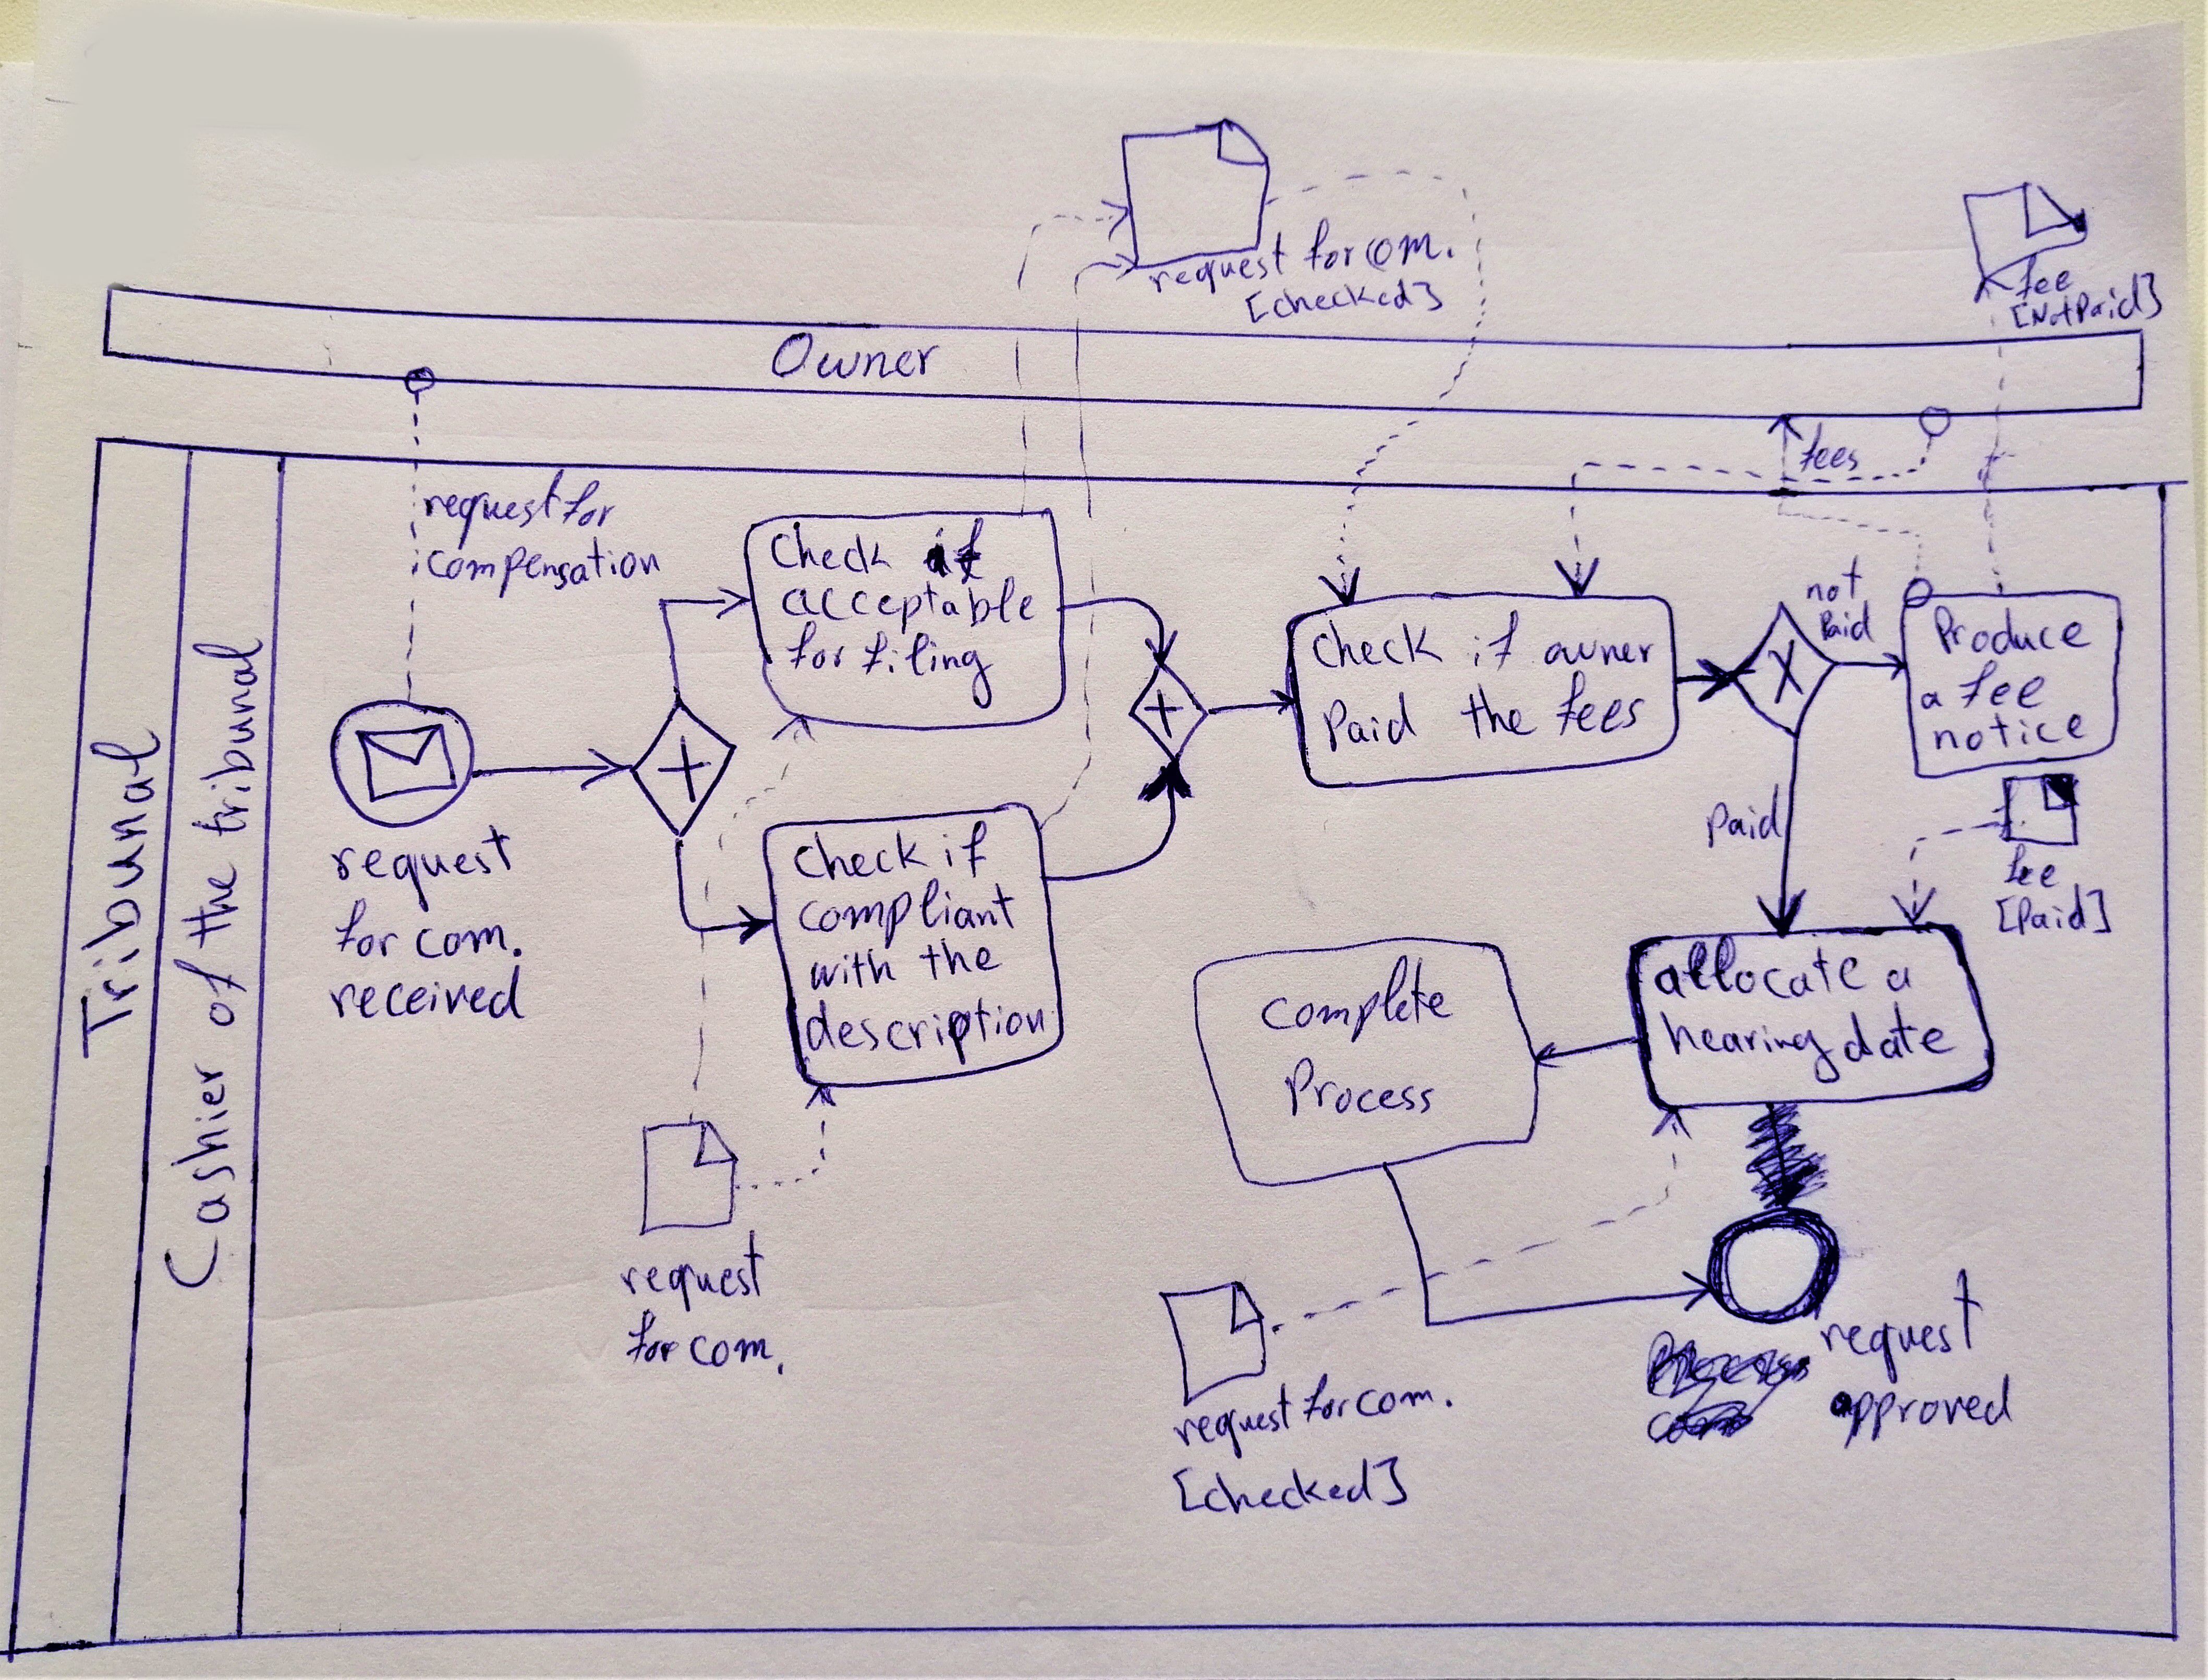 request for com.
[checked]
fee
[NotPaid]
Owner
fees
Tribunal
Cashier of the tribunal
request for
compensation
request
for com.
received
Check if
acceptable
for filing
Check if
compliant
with the
description
request
for com.
Check if owner
Paid the fees
not
Paid
Produce
a fee
notice
Paid
fee
[Paid]
allocate a
hearing date
complete
Process
request for com.
[checked]
request
approved